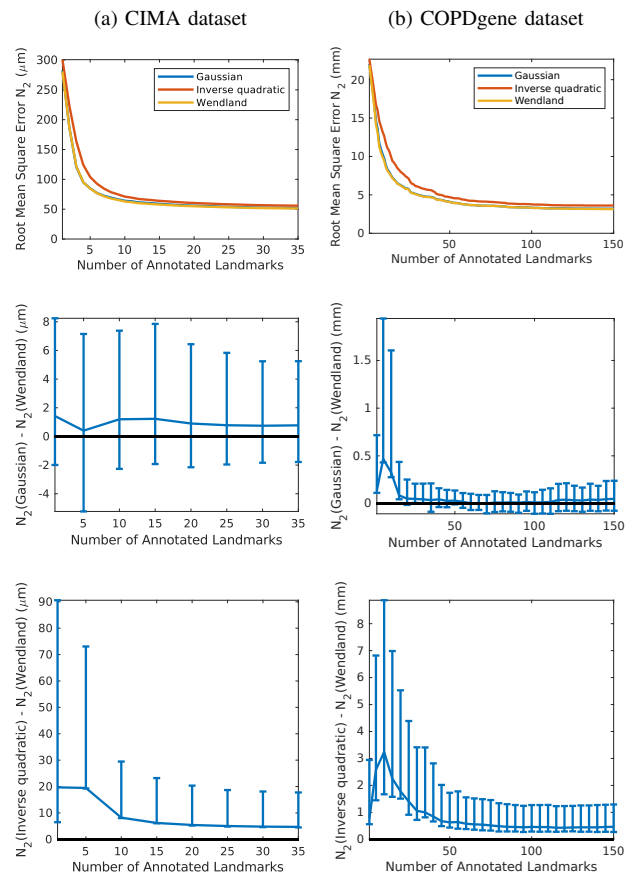 (a) CIMA dataset
(b) COPDgene dataset
Root Mean Square Error N2 (μm)
300
250
200
150
100
50
0
5 10 15 20 25 30 35
Number of Annotated Landmarks
Gaussian
Inverse quadratic
Wendland
Root Mean Square Error N2 (mm)
20
15
10
5
0
50 100 150
Number of Annotated Landmarks
Gaussian
Inverse quadratic
Wendland
N2(Gaussian) - N2(Wendland) (μm)
8
6
4
2
0
-2
-4
5 10 15 20 25 30 35
Number of Annotated Landmarks
N2(Gaussian) - N2(Wendland) (mm)
1.5
1
0.5
0
50 100 150
Number of Annotated Landmarks
N2(Inverse quadratic) - N2(Wendland) (μm)
90
80
70
60
50
40
30
20
10
0
5 10 15 20 25 30 35
Number of Annotated Landmarks
N2(Inverse quadratic) - N2(Wendland) (mm)
8
7
6
5
4
3
2
1
0
50 100 150
Number of Annotated Landmarks